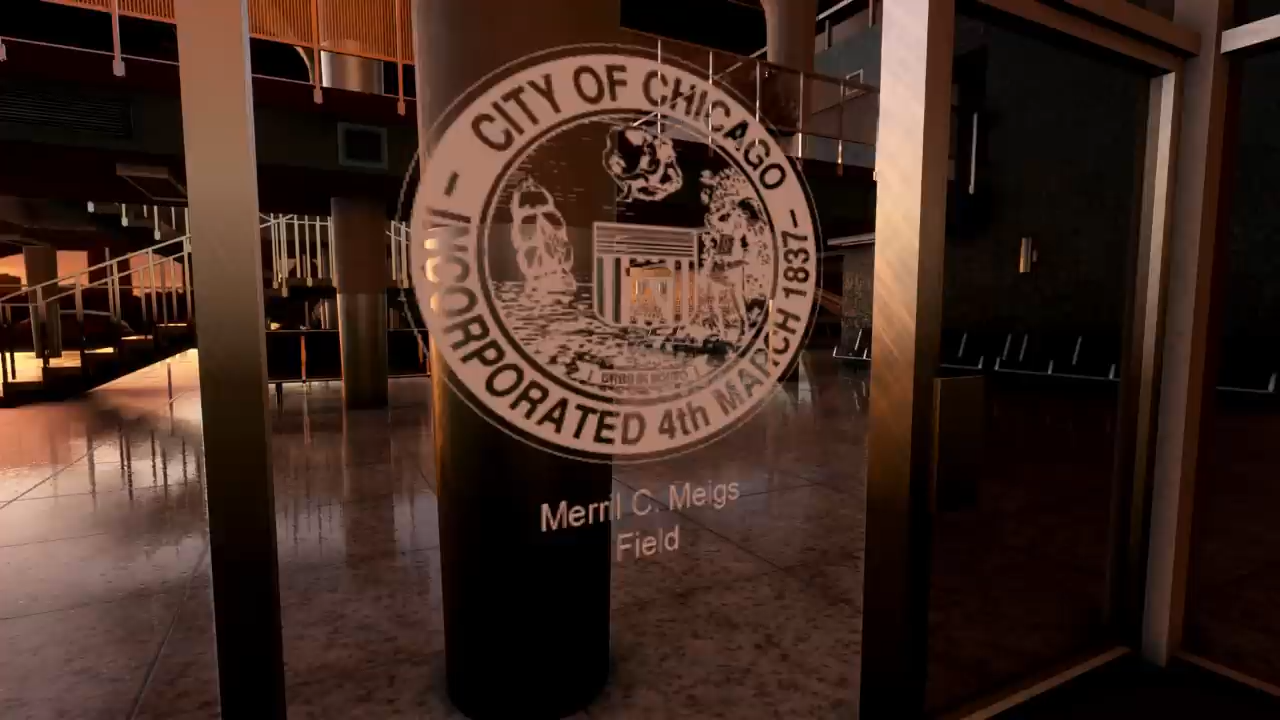 CITY OF CHICAGO
INCORPORATED 4th MARCH 1837
Merril C. Meigs
Field